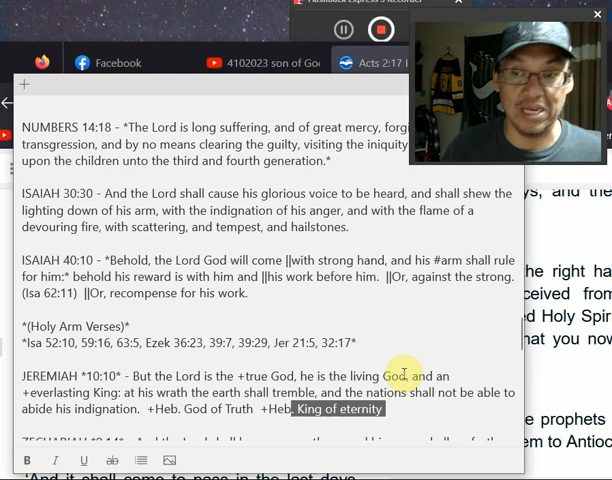 Flashback Express 5 Recorder
Facebook
4102023 son of Go
Acts 2:17 I
NUMBERS 14:18 - *The Lord is long suffering, and of great mercy, forgi
transgression, and by no means clearing the guilty, visiting the iniquity
upon the children unto the third and fourth generation.*
ys, and the
ISAIAH 30:30 - And the Lord shall cause his glorious voice to be heard, and shall shew the
lighting down of his arm, with the indignation of his anger, and with the flame of a
devouring fire, with scattering, and tempest, and hailstones.
ISAIAH 40:10 - *Behold, the Lord God will come ||with strong hand, and his #arm shall rule
for him:* behold his reward is with him and ||his work before him.  ||Or, against the strong.
(Isa 62:11)  ||Or, recompense for his work.
he right ha
ceived from
ed Holy Spir
hat you now
*(Holy Arm Verses)*
*Isa 52:10, 59:16, 63:5, Ezek 36:23, 39:7, 39:29, Jer 21:5, 32:17*
JEREMIAH *10:10* - But the Lord is the +true God, he is the living God, and an
+everlasting King: at his wrath the earth shall tremble, and the nations shall not be able to
abide his indignation.  +Heb. God of Truth  +Heb. King of eternity
e prophets
em to Antioc
B I U ab
'And it shall come to pass in the last days